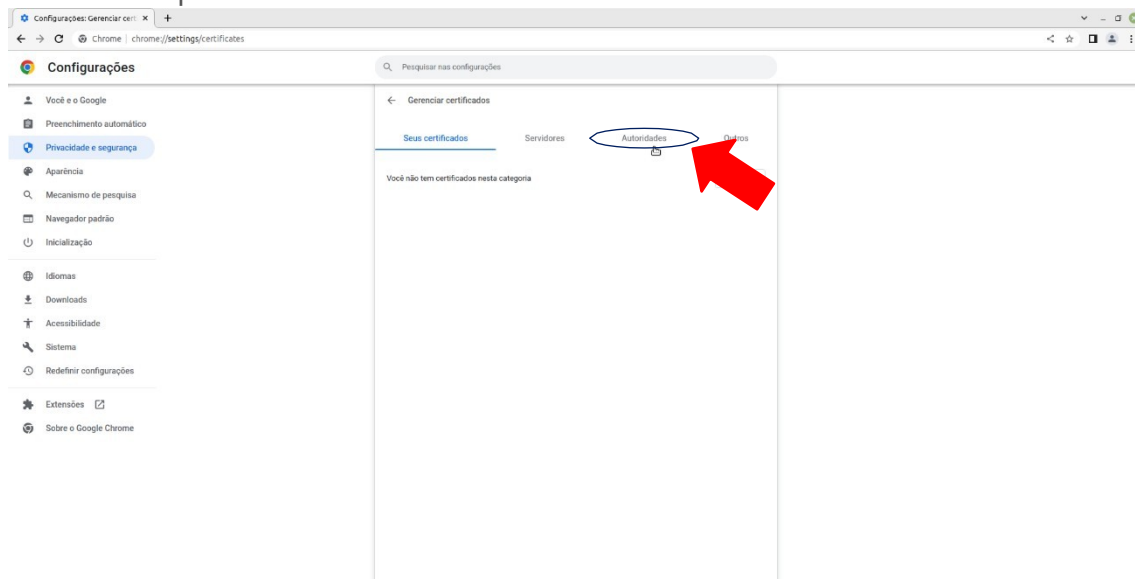 Configurações: Gerenciar cert
Chrome | chrome://settings/certificates
Configurações
Pesquisar nas configurações
Você e o Google
Preenchimento automático
Privacidade e segurança
Aparência
Mecanismo de pesquisa
Navegador padrão
Inicialização
Idiomas
Downloads
Acessibilidade
Sistema
Redefinir configurações
Extensões
Sobre o Google Chrome
Gerenciar certificados
Seus certificados Servidores Autoridades Outros
Você não tem certificados nesta categoria